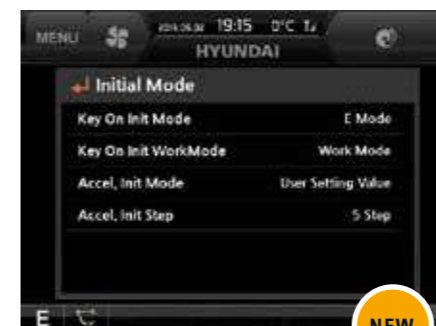 MENU
19:15 0°C
HYUNDAI
Initial Mode
Key On Init Mode E Mode
Key On Init WorkMode Work Mode
Accel, Init Mode User Setting Value
Accel, Init Step 5 Step
E
NEW